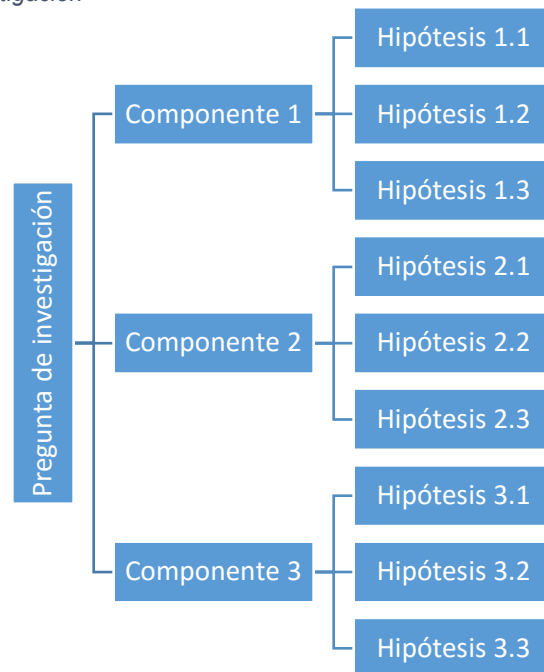 Pregunta de investigación
Componente 1
Hipótesis 1.1
Hipótesis 1.2
Hipótesis 1.3
Componente 2
Hipótesis 2.1
Hipótesis 2.2
Hipótesis 2.3
Componente 3
Hipótesis 3.1
Hipótesis 3.2
Hipótesis 3.3